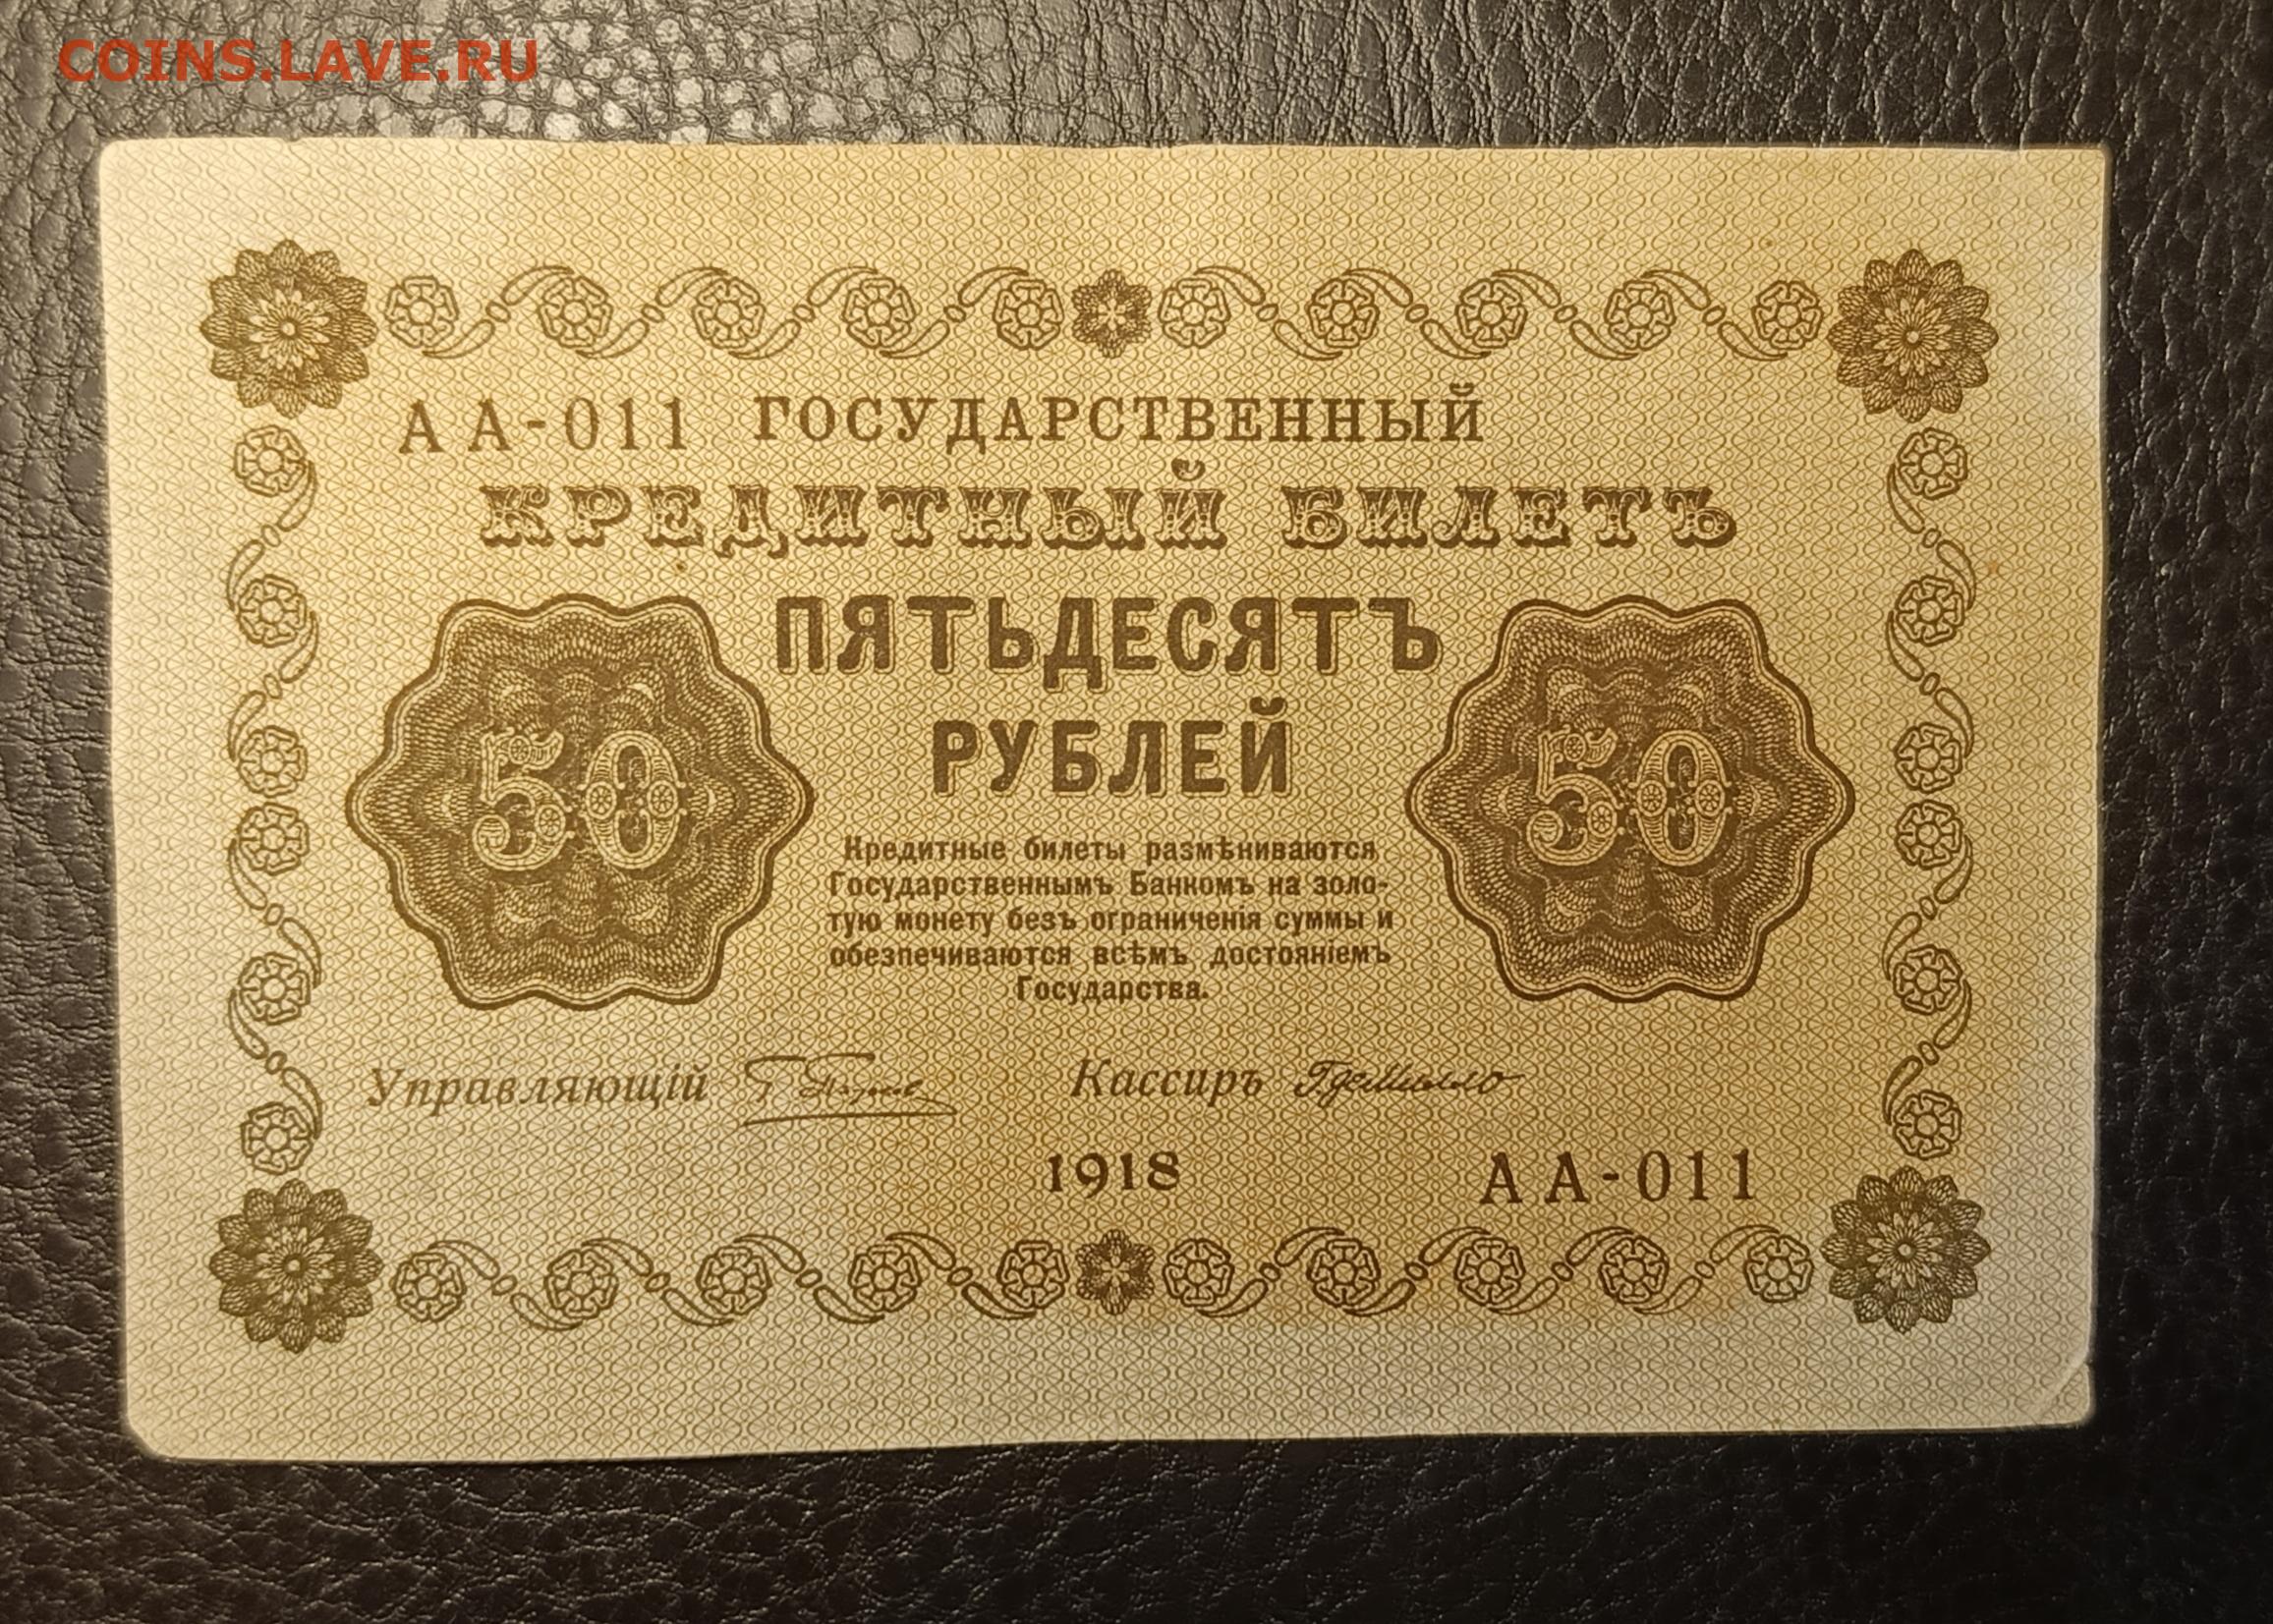 COINS.LAVE.RU
АА-011 ГОСУДАРСТВЕННЫЙ
КРЕДИТНЫЙ БИЛЕТЪ
ПЯТЬДЕСЯТЪ
РУБЛЕЙ
50 50
Кредитные билеты размѣниваются
Государственнымъ Банкомъ на золо-
тую монету безъ ограниченія суммы и
обезпечиваются всѣмъ достояніемъ
Государства.
Управляющій Кассиръ
1918 АА-011